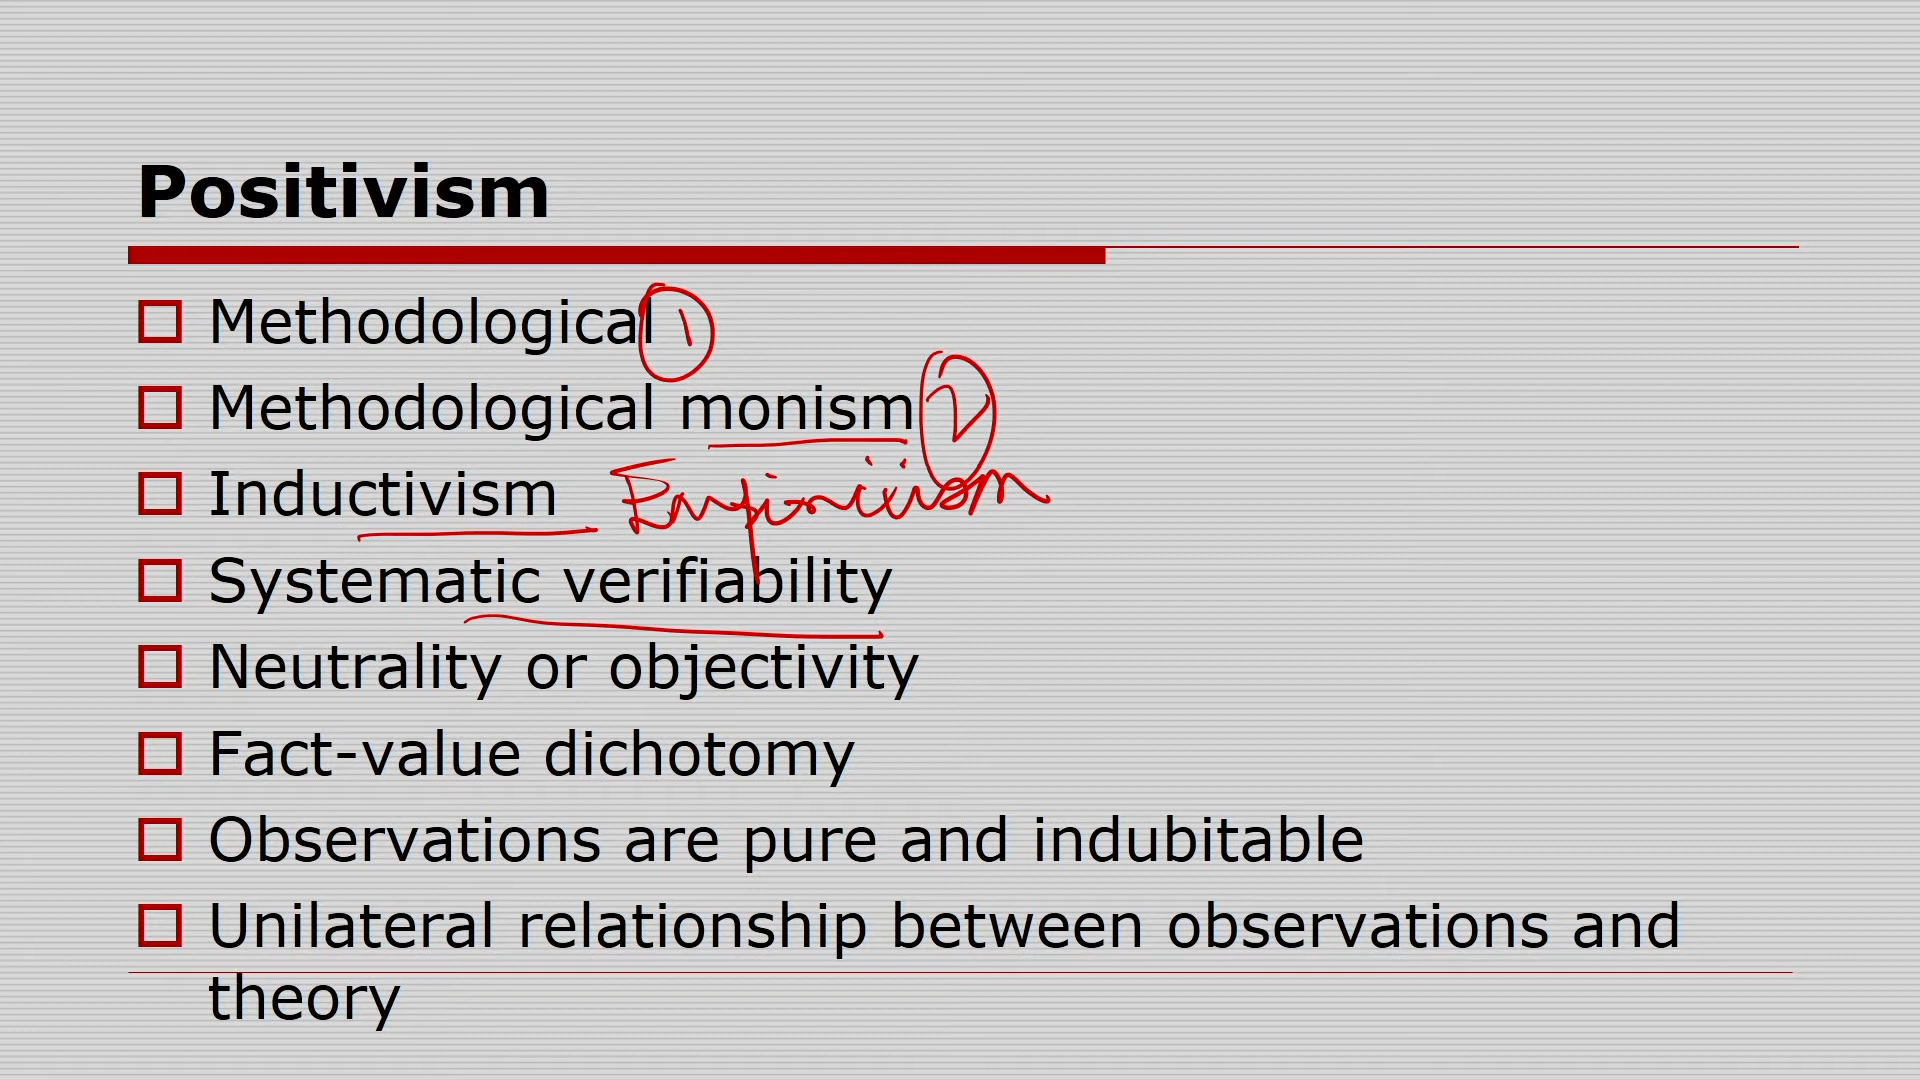 Positivism
Methodological 1
Methodological monism 2
Inductivism Empiricism
Systematic verifiability
Neutrality or objectivity
Fact-value dichotomy
Observations are pure and indubitable
Unilateral relationship between observations and
theory